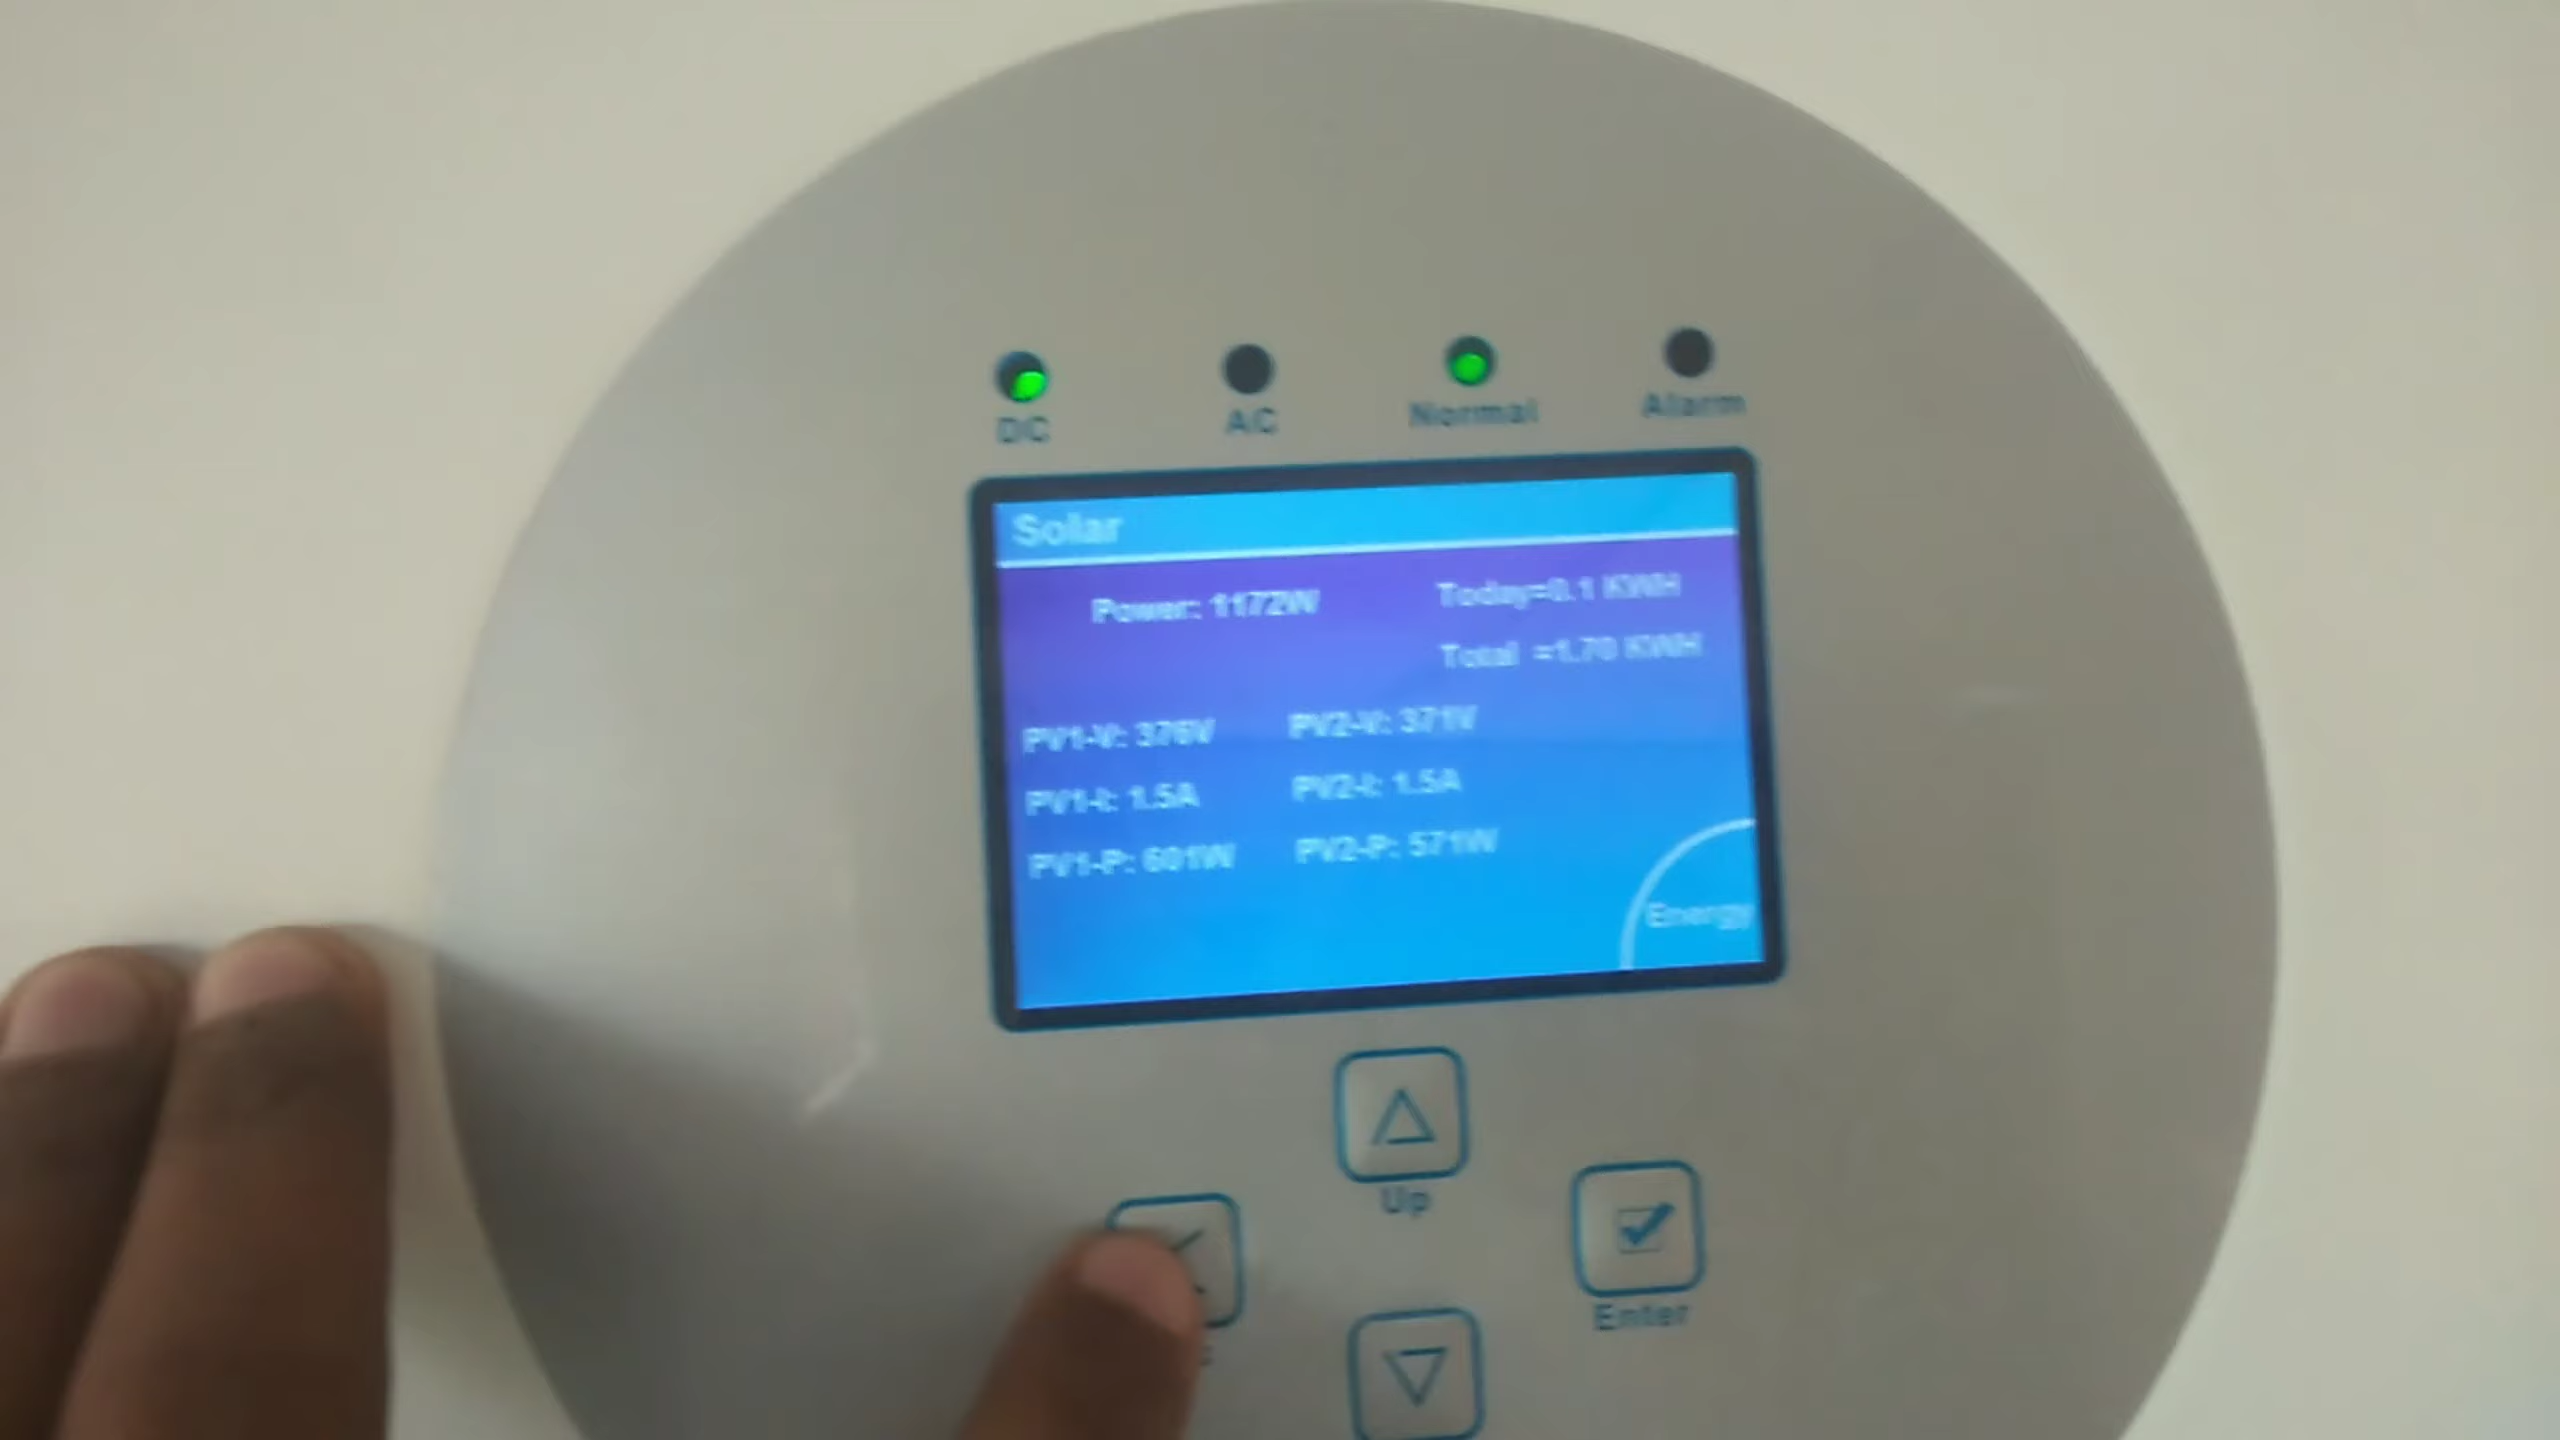 DC AC Normal Alarm
Solar
Power: 1172W Today=0.1 KWH
Total =1.70 KWH
PV1-V: 376V PV2-V: 371V
PV1-I: 1.5A PV2-I: 1.5A
PV1-P: 601W PV2-P: 571W
Energy
Up
Enter